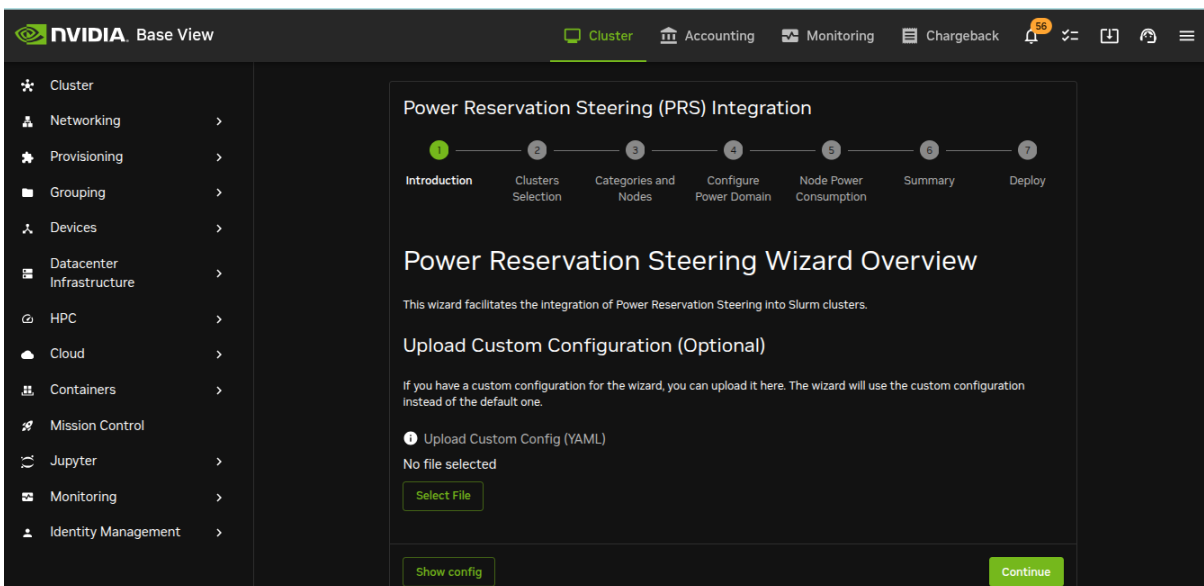 NVIDIA. Base View
Cluster
Accounting
Monitoring
Chargeback
56
Cluster
Networking
Provisioning
Grouping
Devices
Datacenter
Infrastructure
HPC
Cloud
Containers
Mission Control
Jupyter
Monitoring
Identity Management
Power Reservation Steering (PRS) Integration
1
2
3
4
5
6
7
Introduction
Clusters
Selection
Categories and
Nodes
Configure
Power Domain
Node Power
Consumption
Summary
Deploy
Power Reservation Steering Wizard Overview
This wizard facilitates the integration of Power Reservation Steering into Slurm clusters.
Upload Custom Configuration (Optional)
If you have a custom configuration for the wizard, you can upload it here. The wizard will use the custom configuration
instead of the default one.
Upload Custom Config (YAML)
No file selected
Select File
Show config
Continue